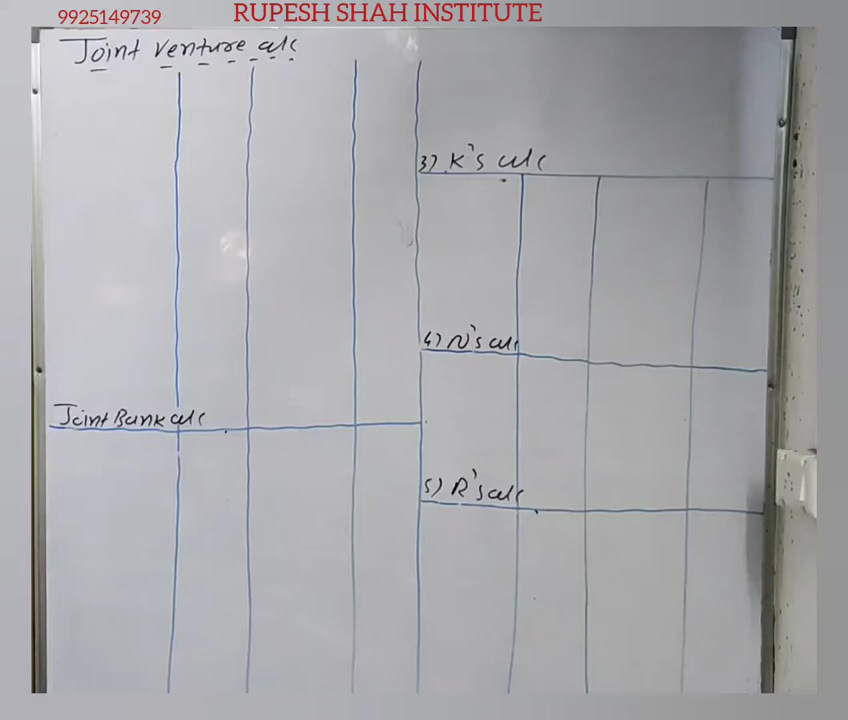 9925149739 RUPESH SHAH INSTITUTE
Joint Venture a/c
Joint Bank a/c
3) K's a/c
4) N's a/c
5) R's a/c